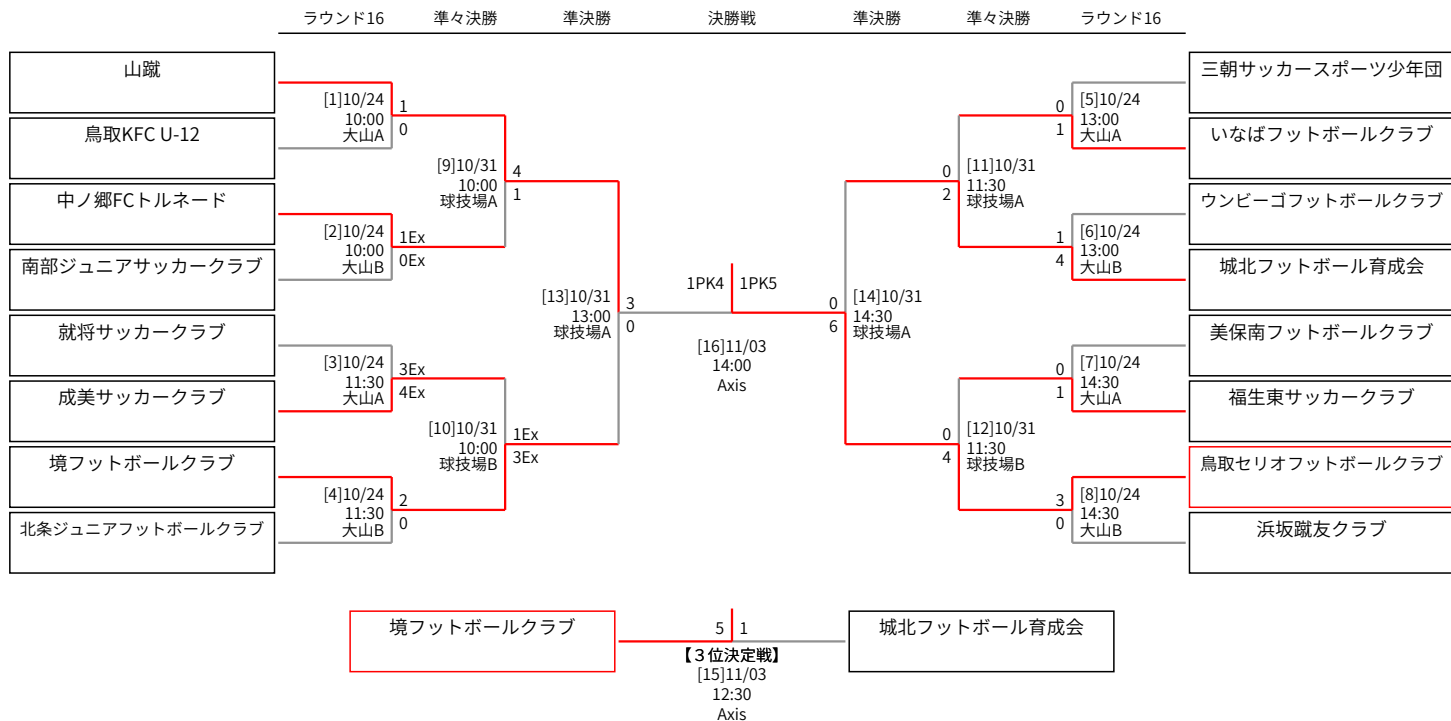 ラウンド16 準々決勝 準決勝 決勝戦 準決勝 準々決勝 ラウンド16
山蹴
鳥取KFC U-12
中ノ郷FCトルネード
南部ジュニアサッカークラブ
就将サッカークラブ
成美サッカークラブ
境フットボールクラブ
北条ジュニアフットボールクラブ
[1]10/24
10:00
大山A
1
0
[2]10/24
10:00
大山B
1Ex
0Ex
[3]10/24
11:30
大山A
3Ex
4Ex
[4]10/24
11:30
大山B
2
0
[9]10/31
10:00
球技場A
4
1
[10]10/31
10:00
球技場B
1Ex
3Ex
[13]10/31
13:00
球技場A
3
0
1PK4 1PK5
[16]11/03
14:00
Axis
0
6
[14]10/31
14:30
球技場A
0
2
[11]10/31
11:30
球技場A
0
4
[12]10/31
11:30
球技場B
0
1
[5]10/24
13:00
大山A
1
4
[6]10/24
13:00
大山B
0
1
[7]10/24
14:30
大山A
3
0
[8]10/24
14:30
大山B
三朝サッカースポーツ少年団
いなばフットボールクラブ
ウンビーゴフットボールクラブ
城北フットボール育成会
美保南フットボールクラブ
福生東サッカークラブ
鳥取セリオフットボールクラブ
浜坂蹴友クラブ
境フットボールクラブ 5 1 城北フットボール育成会
【３位決定戦】
[15]11/03
12:30
Axis